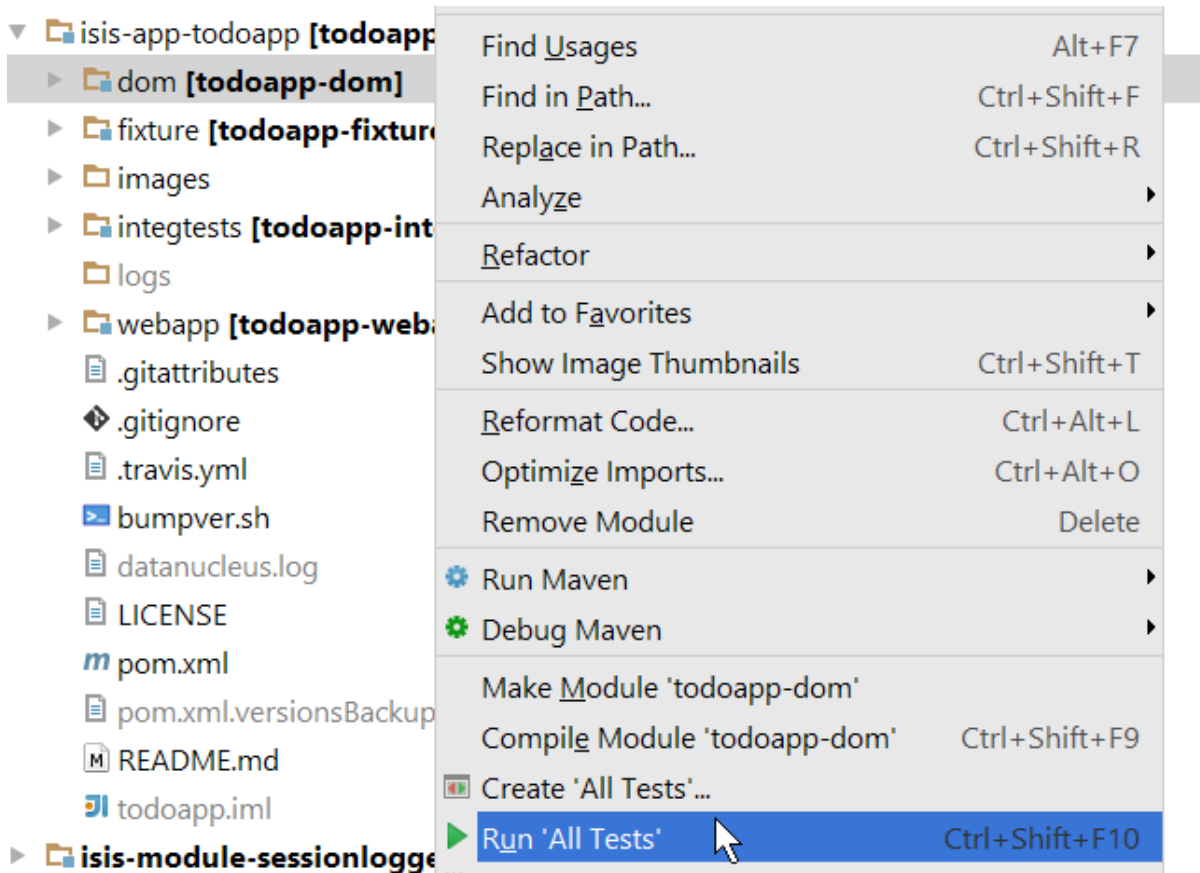 isis-app-todoapp [todoapp
dom [todoapp-dom]
fixture [todoapp-fixture
images
integtests [todoapp-int
logs
webapp [todoapp-weba
.gitattributes
.gitignore
.travis.yml
bumpver.sh
datanucleus.log
LICENSE
pom.xml
pom.xml.versionsBackup
README.md
todoapp.iml
isis-module-sessionlogge
Find Usages Alt+F7
Find in Path... Ctrl+Shift+F
Replace in Path... Ctrl+Shift+R
Analyze
Refactor
Add to Favorites
Show Image Thumbnails Ctrl+Shift+T
Reformat Code... Ctrl+Alt+L
Optimize Imports... Ctrl+Alt+O
Remove Module Delete
Run Maven
Debug Maven
Make Module 'todoapp-dom'
Compile Module 'todoapp-dom' Ctrl+Shift+F9
Create 'All Tests'...
Run 'All Tests' Ctrl+Shift+F10